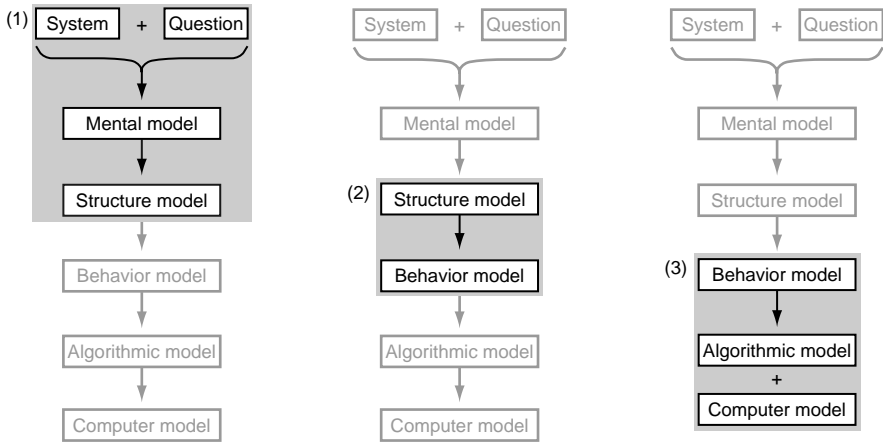 (1) System + Question
Mental model
Structure model
Behavior model
Algorithmic model
Computer model
System + Question
Mental model
(2) Structure model
Behavior model
Algorithmic model
Computer model
System + Question
Mental model
Structure model
(3) Behavior model
Algorithmic model
+
Computer model